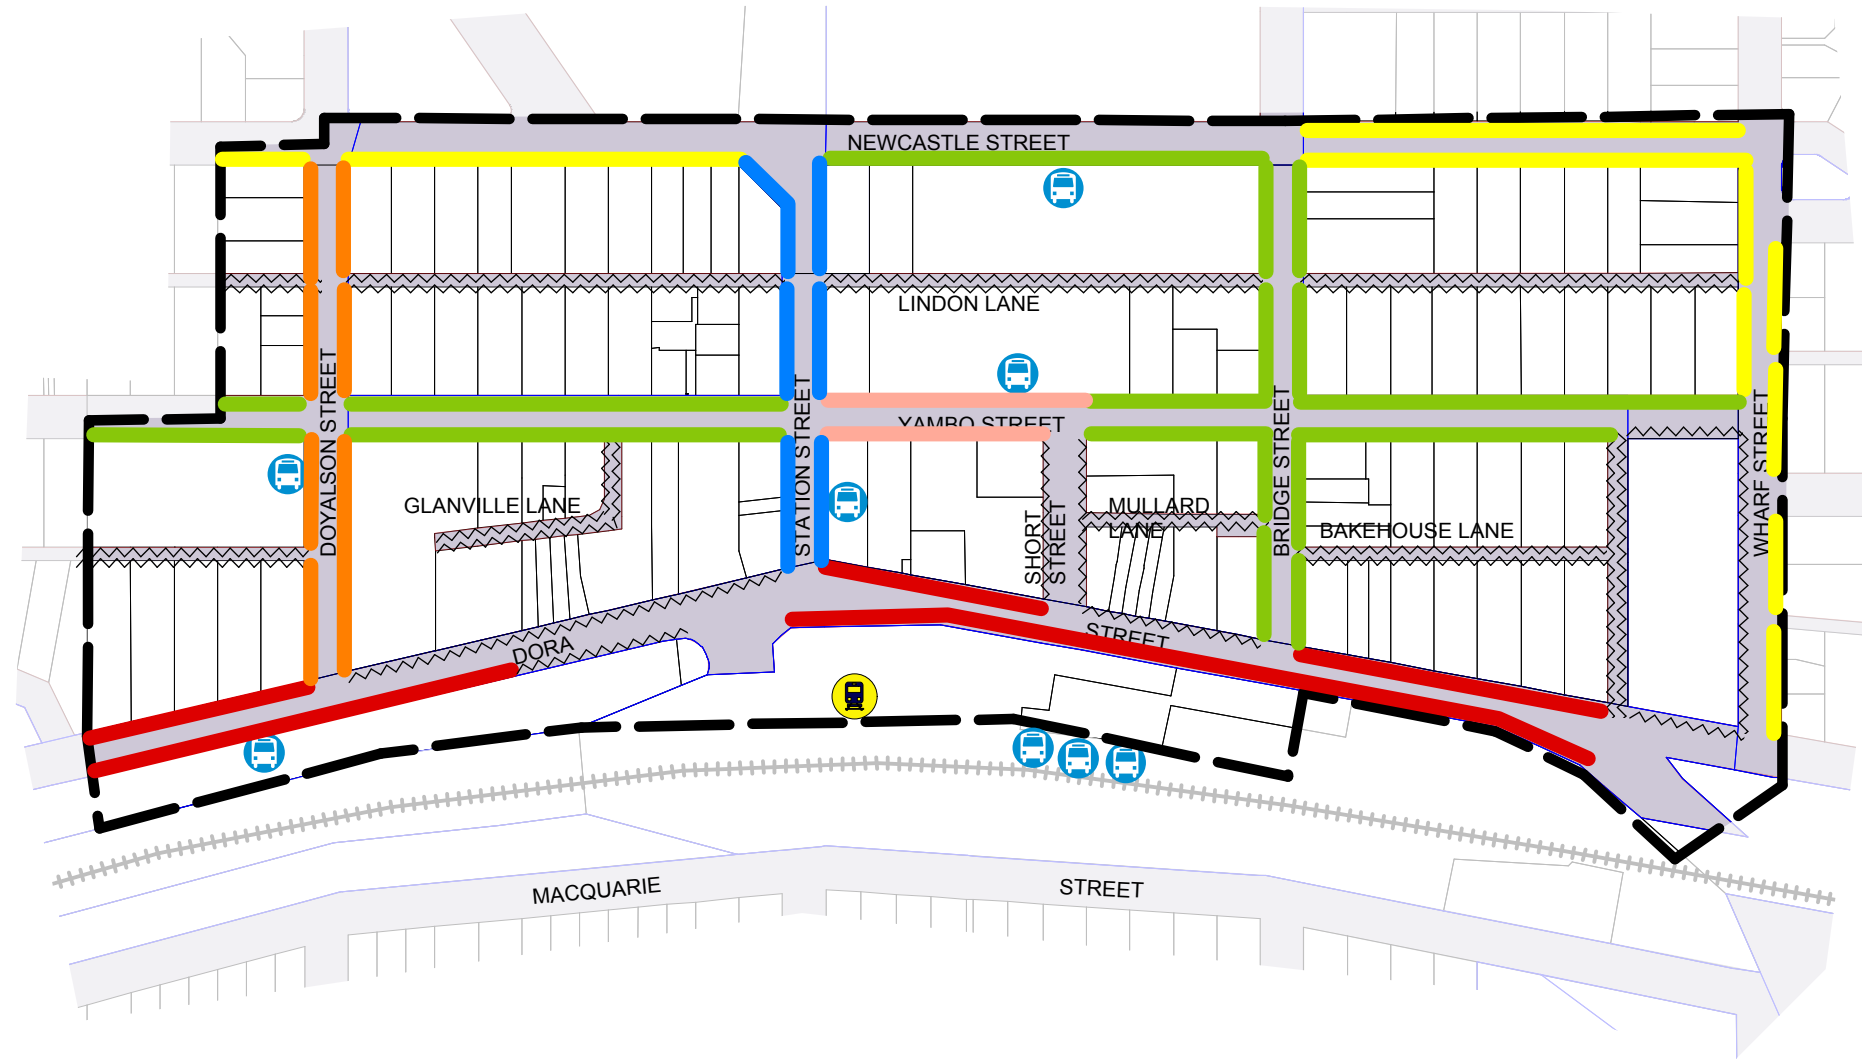 NEWCASTLE STREET
LINDON LANE
YAMBO STREET
DOYALSON STREET
STATION STREET
BRIDGE STREET
WHARF STREET
GLANVILLE LANE
MULLARD
LANE
BAKEHOUSE LANE
SHORT
STREET
DORA
STREET
MACQUARIE
STREET